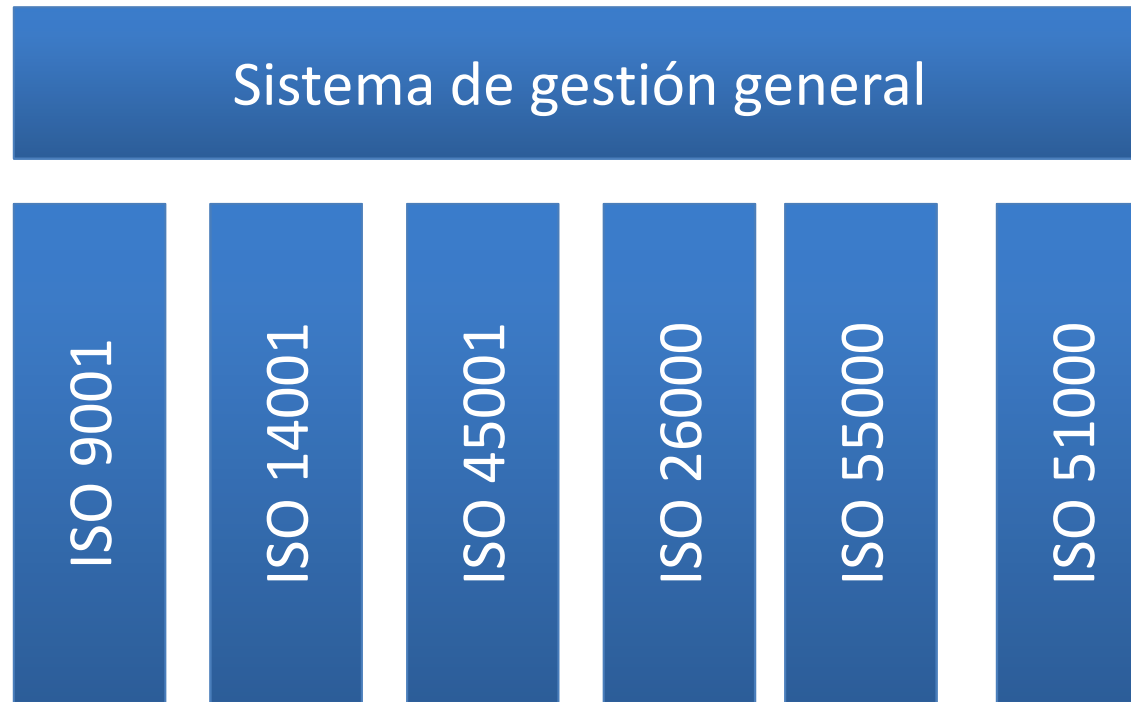 Sistema de gestión general
ISO 9001
ISO 14001
ISO 45001
ISO 26000
ISO 55000
ISO 51000